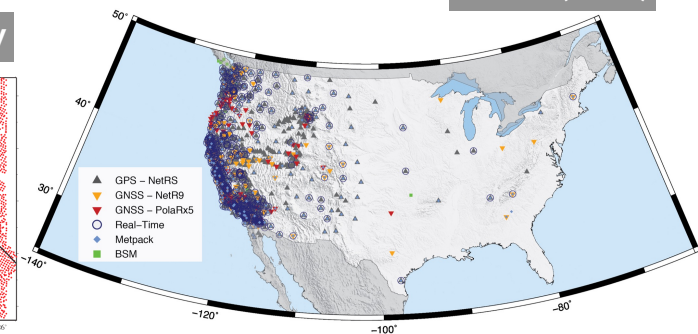 50°
40°
30°
-140°
-120°
-100°
-80°
GPS – NetRS
GNSS – NetR9
GNSS – PolaRx5
Real-Time
Metpack
BSM